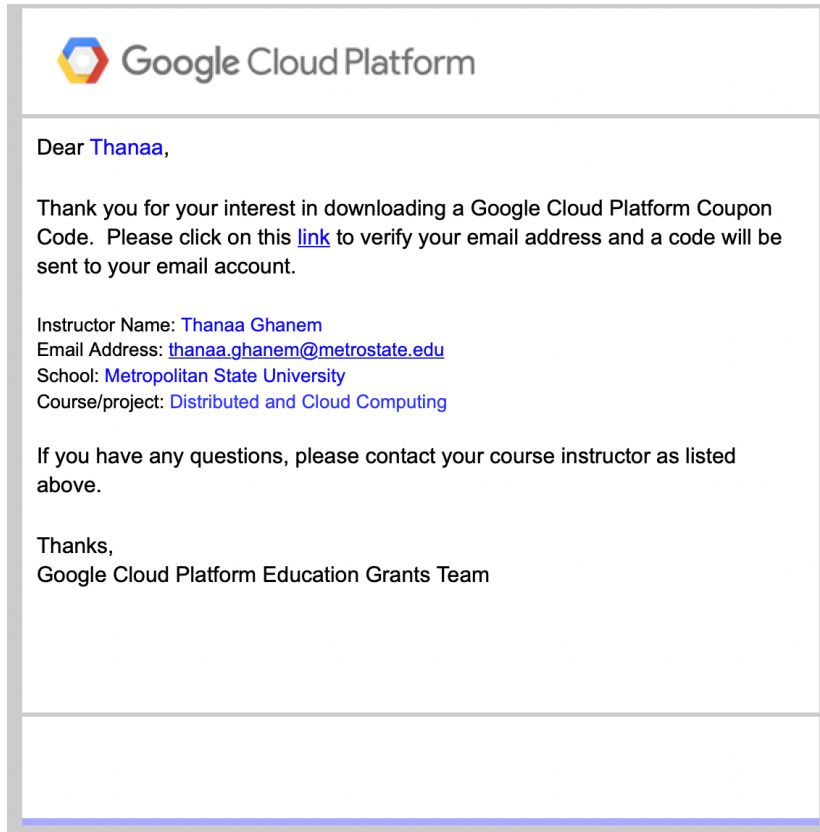 Google Cloud Platform
Dear Thanaa,
Thank you for your interest in downloading a Google Cloud Platform Coupon
Code.  Please click on this link to verify your email address and a code will be
sent to your email account.
Instructor Name: Thanaa Ghanem
Email Address: thanaa.ghanem@metrostate.edu
School: Metropolitan State University
Course/project: Distributed and Cloud Computing
If you have any questions, please contact your course instructor as listed
above.
Thanks,
Google Cloud Platform Education Grants Team